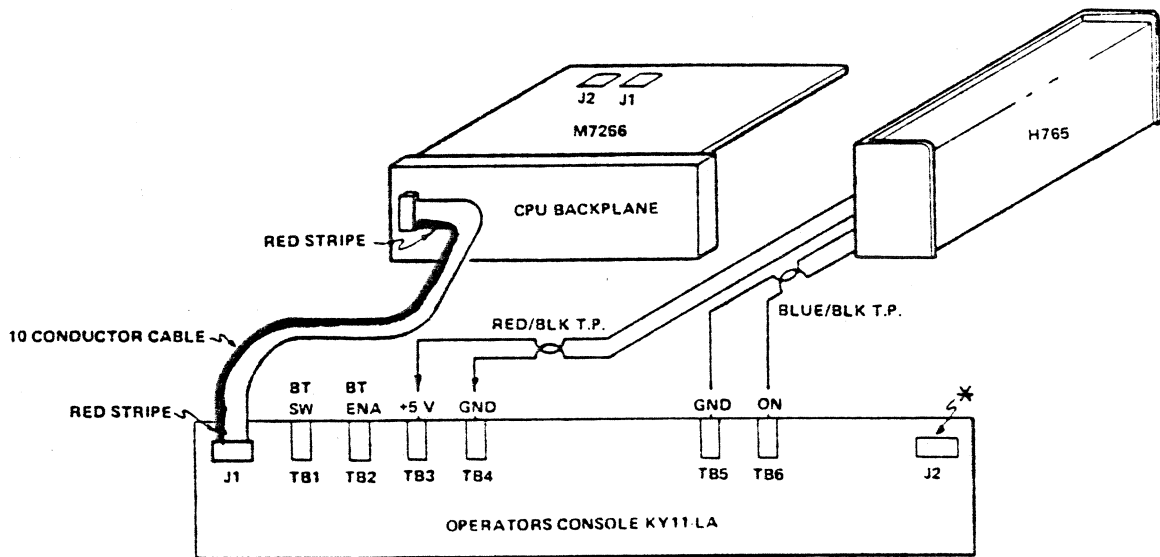 J2
J1
M7266
H765
CPU BACKPLANE
RED STRIPE
10 CONDUCTOR CABLE
RED/BLK T.P.
BLUE/BLK T.P.
RED STRIPE
BT
SW
BT
ENA
+5 V
GND
GND
ON
*
J1
TB1
TB2
TB3
TB4
TB5
TB6
J2
OPERATORS CONSOLE KY11-LA